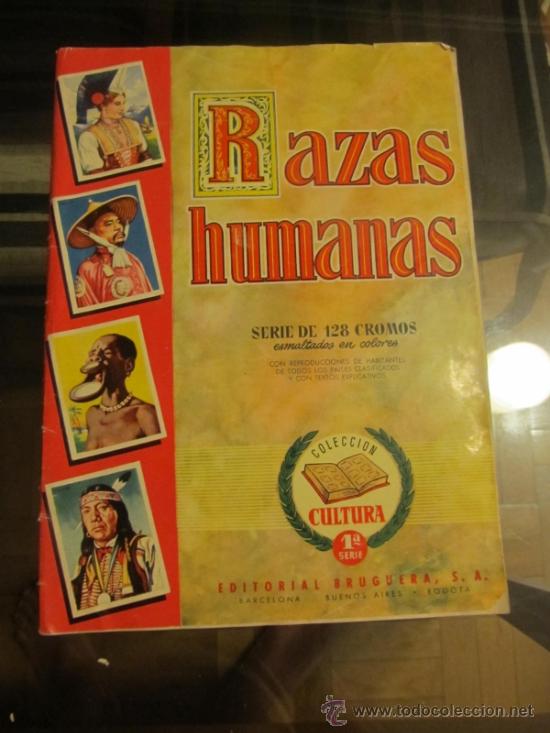 Razas
humanas
SERIE DE 128 CROMOS
esmaltados en colores
CON REPRODUCCIONES DE HABITANTES
DE TODOS LOS PAISES CLASIFICADOS
Y CON TEXTOS EXPLICATIVOS
COLECCION
CULTURA
1ª
SERIE
EDITORIAL BRUGUERA, S. A.
BARCELONA - BUENOS AIRES - BOGOTA
todocoleccion
www.todocoleccion.net